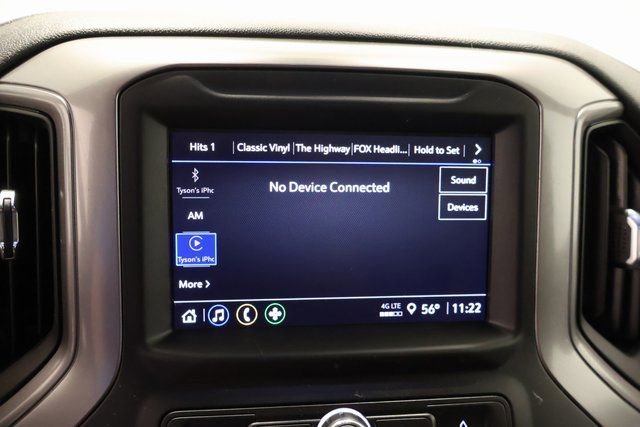 Hits 1 Classic Vinyl The Highway FOX Headli... Hold to Set
Tyson's iPhc
No Device Connected
Sound
AM
Devices
Tyson's iPhc
More
4G LTE
56° 11:22